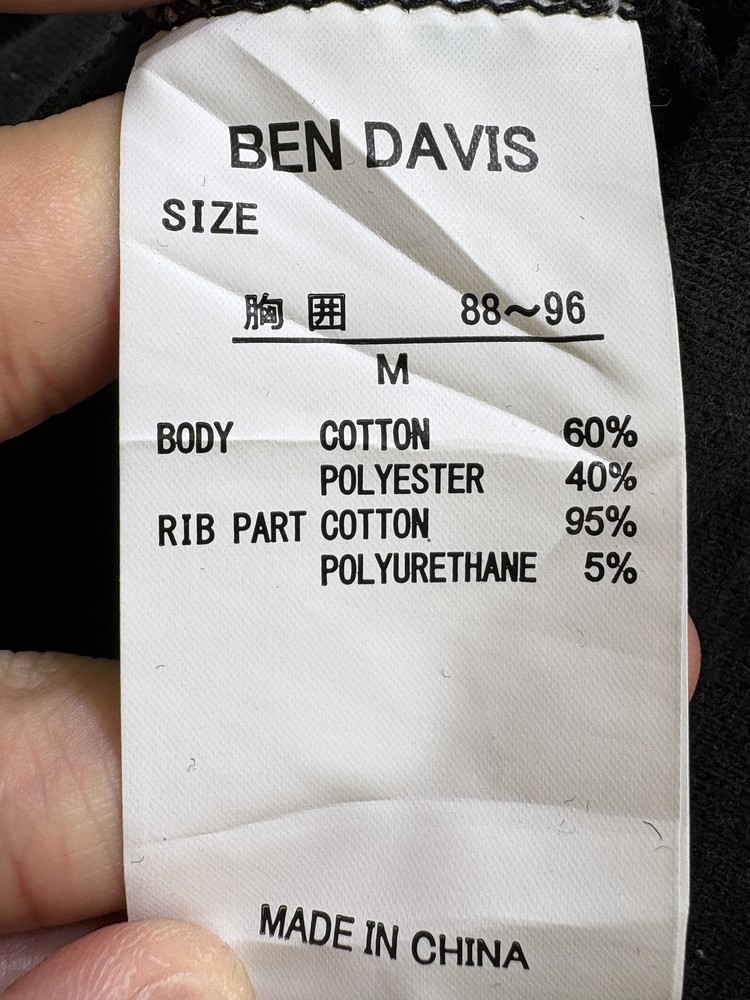 BEN DAVIS
SIZE
胸 囲 88～96
M
BODY COTTON 60%
POLYESTER 40%
RIB PART COTTON 95%
POLYURETHANE 5%
MADE IN CHINA